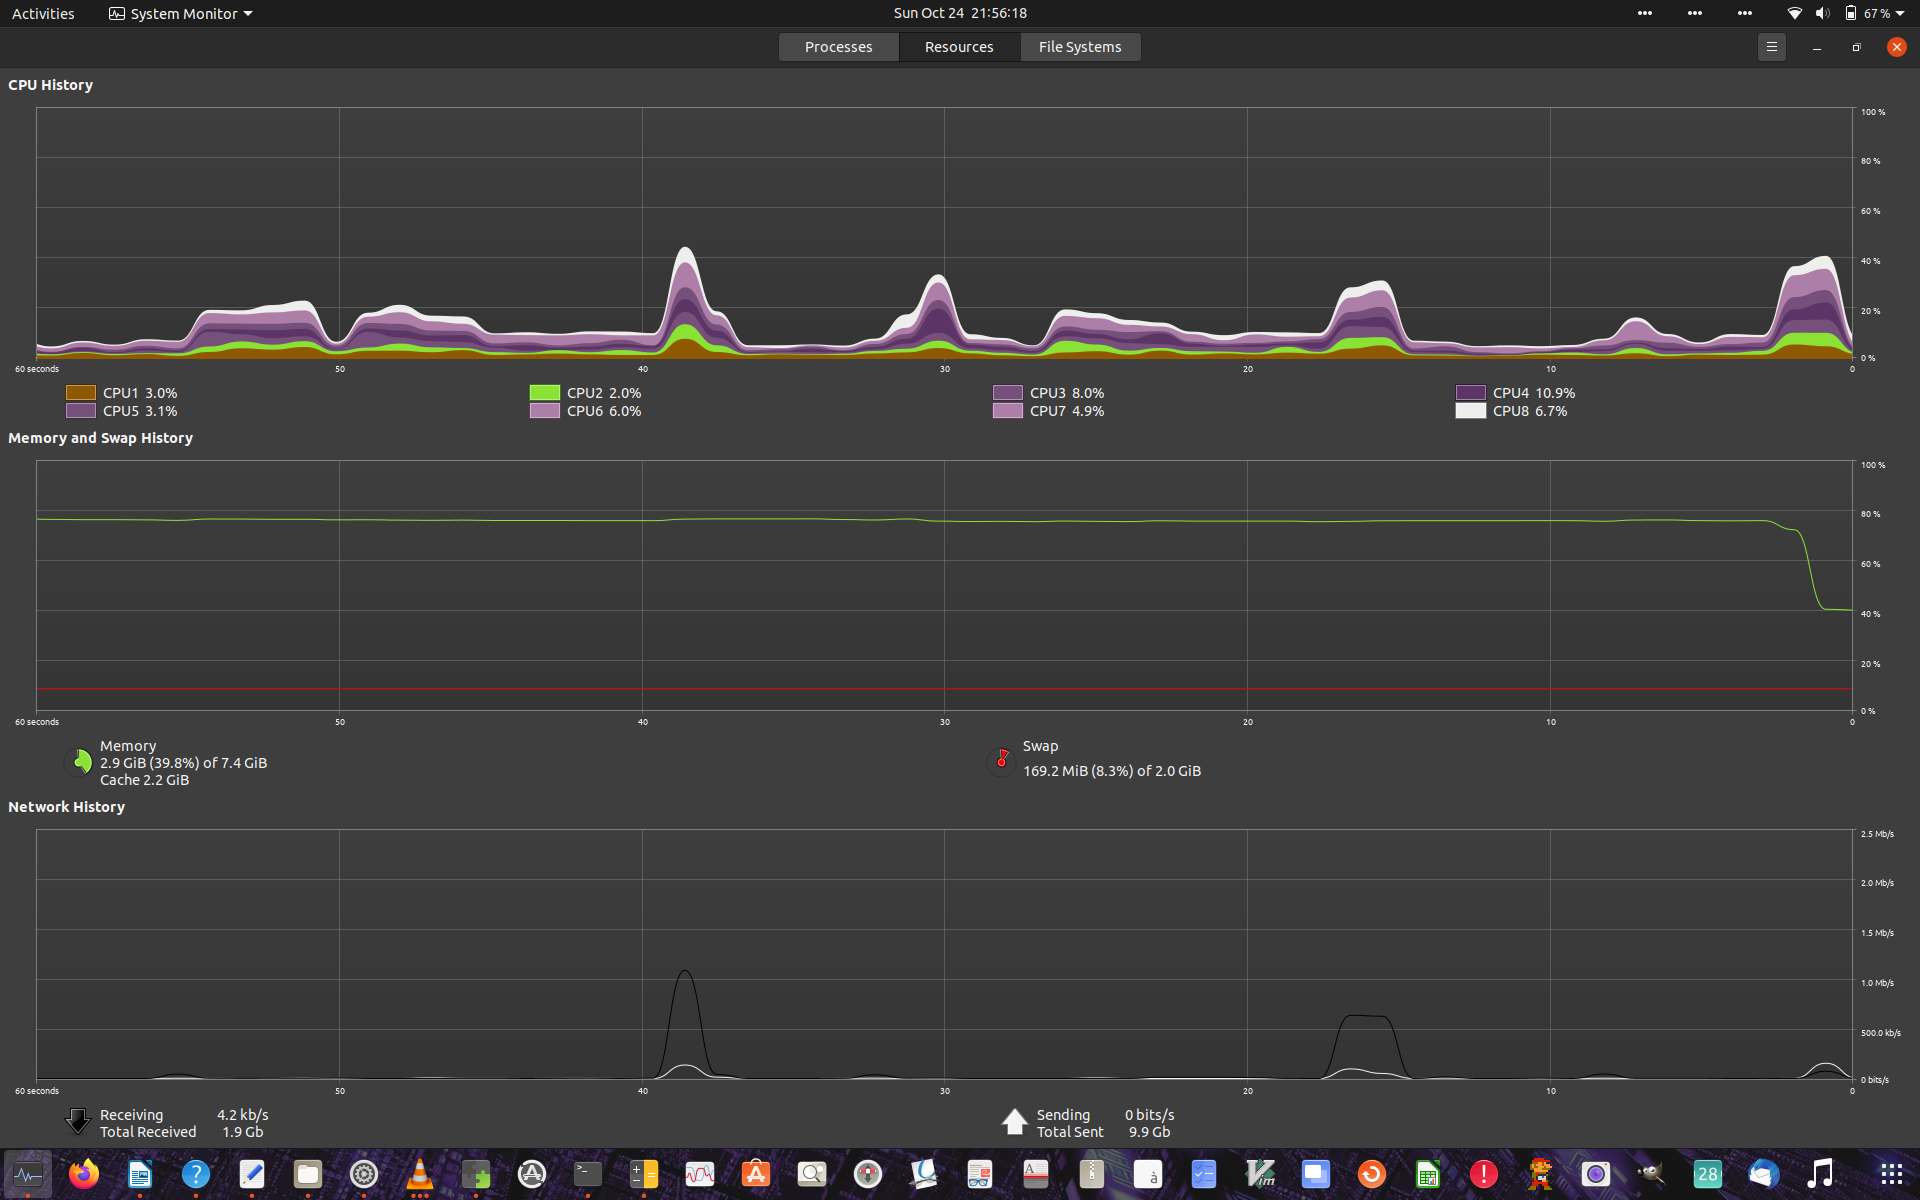 Activities System Monitor Sun Oct 24 21:56:18 67 %
Processes Resources File Systems
CPU History
100 %
80 %
60 %
40 %
20 %
0 %
60 seconds 50 40 30 20 10 0
CPU1 3.0% CPU2 2.0% CPU3 8.0% CPU4 10.9%
CPU5 3.1% CPU6 6.0% CPU7 4.9% CPU8 6.7%
Memory and Swap History
100 %
80 %
60 %
40 %
20 %
0 %
60 seconds 50 40 30 20 10 0
Memory Swap
2.9 GiB (39.8%) of 7.4 GiB 169.2 MiB (8.3%) of 2.0 GiB
Cache 2.2 GiB
Network History
2.5 Mb/s
2.0 Mb/s
1.5 Mb/s
1.0 Mb/s
500.0 kb/s
0 bits/s
60 seconds 50 40 30 20 10 0
Receiving 4.2 kb/s Sending 0 bits/s
Total Received 1.9 Gb Total Sent 9.9 Gb
? >_ A à Vim ! 28